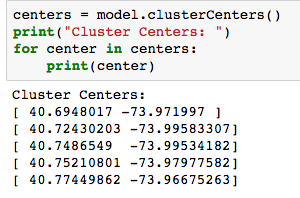 centers = model.clusterCenters()
print("Cluster Centers: ")
for center in centers:
    print(center)
Cluster Centers:
[ 40.6948017 -73.971997 ]
[ 40.72430203 -73.99583307]
[ 40.7486549  -73.99534182]
[ 40.75210801 -73.97977582]
[ 40.77449862 -73.96675263]